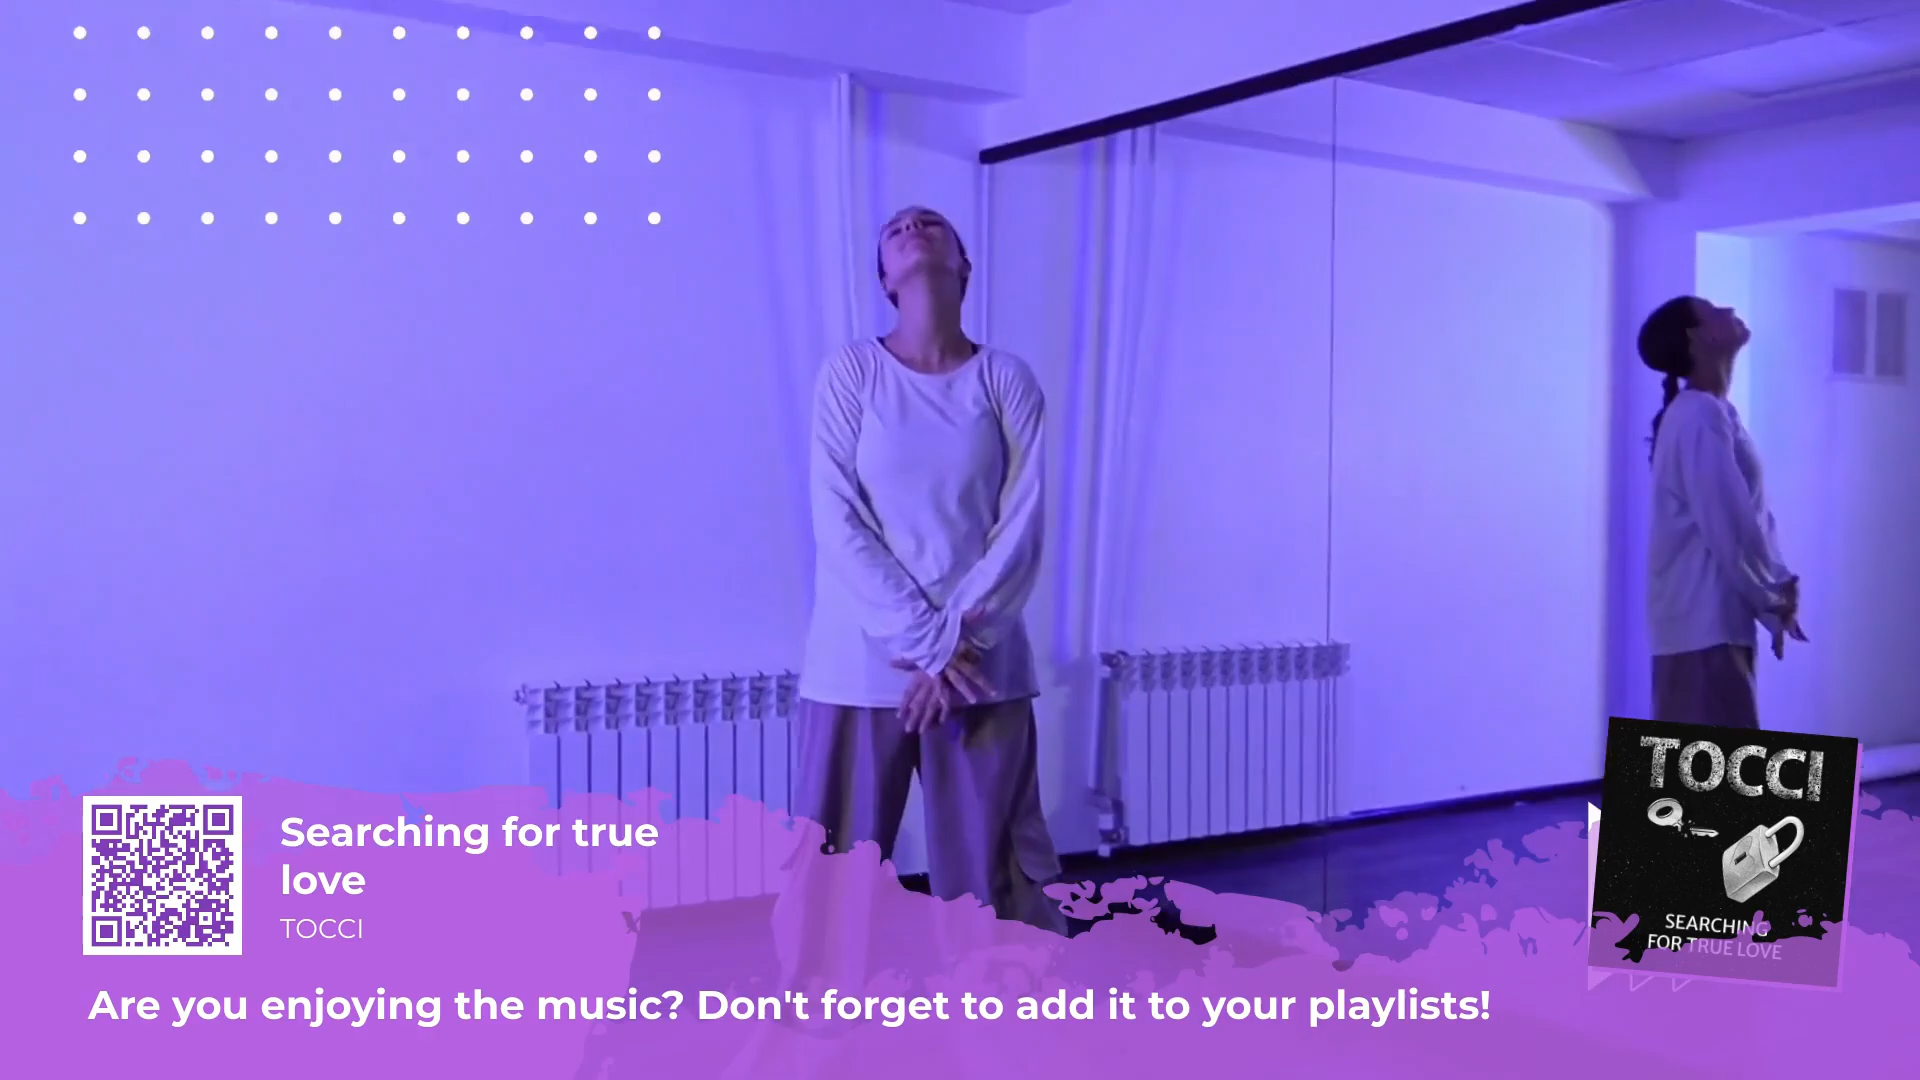 Searching for true
love
TOCCI
Are you enjoying the music? Don't forget to add it to your playlists!
TOCCI
SEARCHING
FOR TRUE LOVE